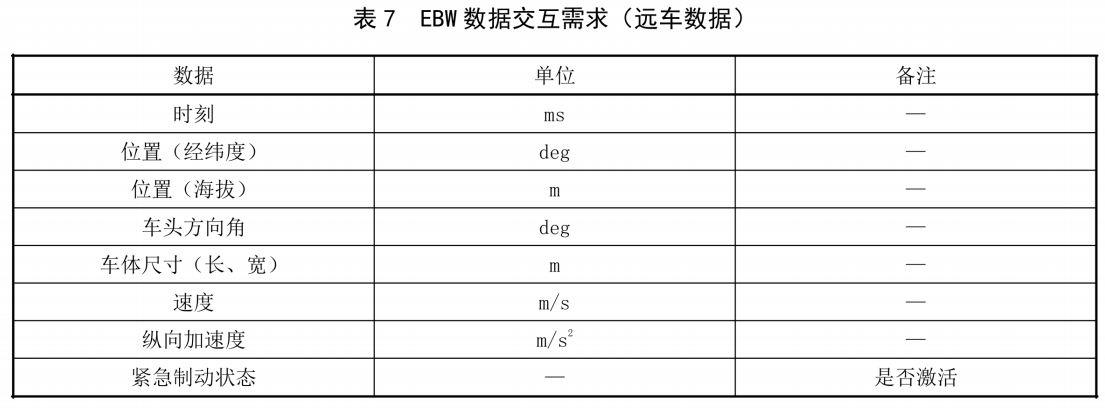 表 7 EBW 数据交互需求（远车数据）
数据 单位 备注
时刻 ms —
位置（经纬度） deg —
位置（海拔） m —
车头方向角 deg —
车体尺寸（长、宽） m —
速度 m/s —
纵向加速度 m/s² —
紧急制动状态 — 是否激活